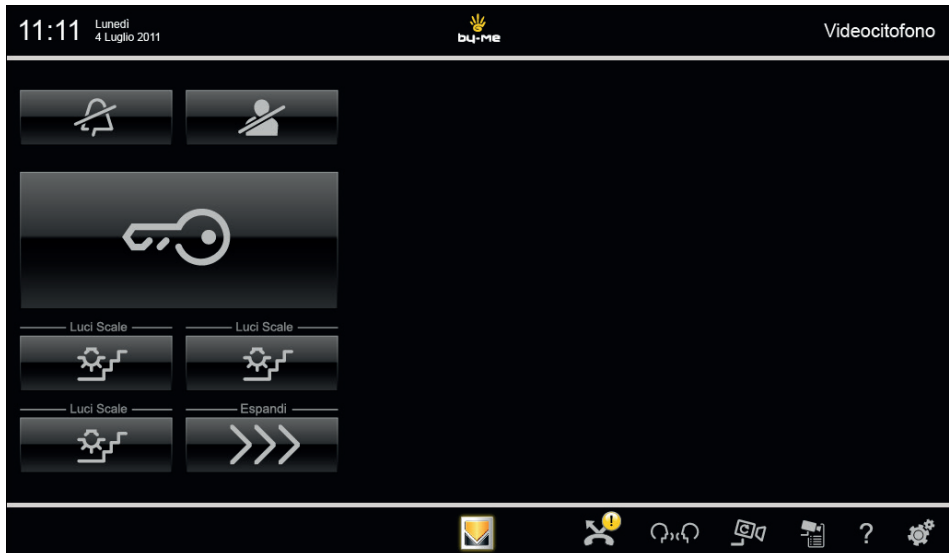 11:11
Lunedì
4 Luglio 2011
by-me
Videocitofono
Luci Scale
Luci Scale
Luci Scale
Espandi
!
C
?